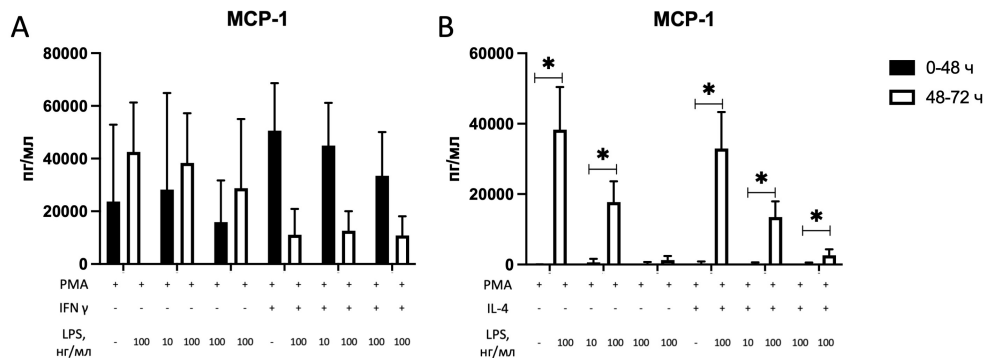 A
MCP-1
80000
60000
40000
20000
0
пг/мл
PMA + + + + + + + + + + + +
IFN γ - - - - - - + + + + + +
LPS, нг/мл - 100 10 100 100 100 - 100 10 100 100 100
B
MCP-1
60000
40000
20000
0
пг/мл
* * * * *
PMA + + + + + + + + + + + +
IL-4 - - - - - - + + + + + +
LPS, нг/мл - 100 10 100 100 100 - 100 10 100 100 100
0-48 ч
48-72 ч